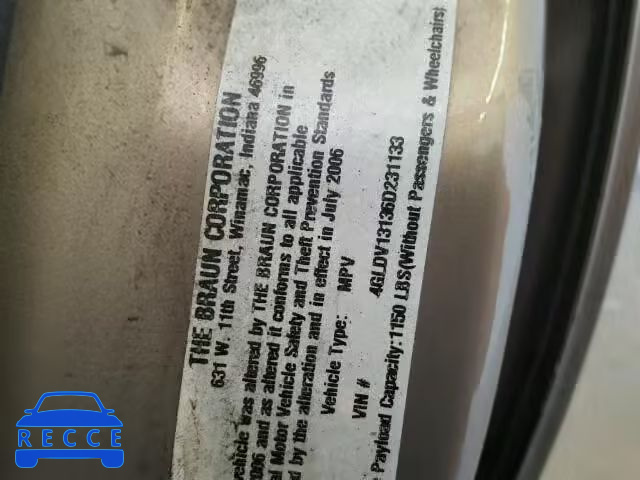 THE BRAUN CORPORATION
631 W. 11th Street, Winamac, Indiana 46996
vehicle was altered by THE BRAUN CORPORATION in
2006 and as altered it conforms to all applicable
al Motor Vehicle Safety and Theft Prevention Standards
d by the alteration and in effect in July 2006
Vehicle Type: MPV
VIN # 4GLDV13136D231133
Payload Capacity:1150 LBS(Without Passengers & Wheelchairs)
RECCE